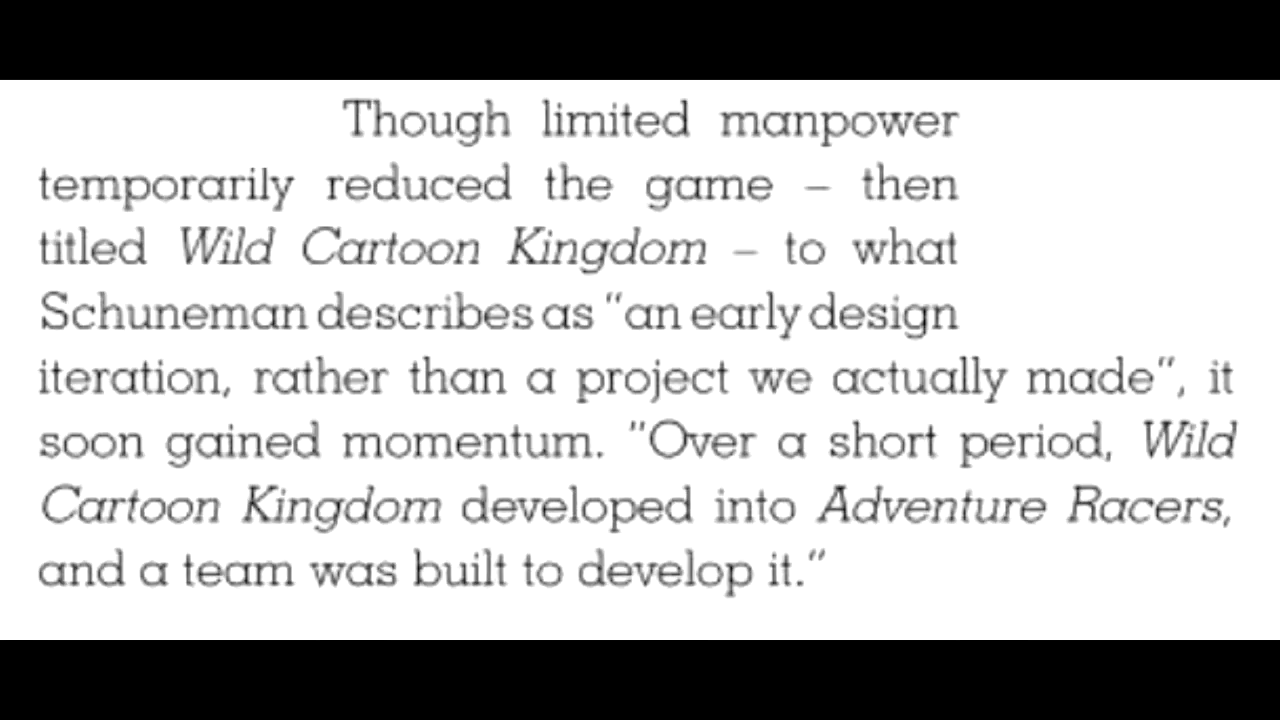 Though limited manpower
temporarily reduced the game – then
titled Wild Cartoon Kingdom – to what
Schuneman describes as "an early design
iteration, rather than a project we actually made", it
soon gained momentum. "Over a short period, Wild
Cartoon Kingdom developed into Adventure Racers,
and a team was built to develop it."